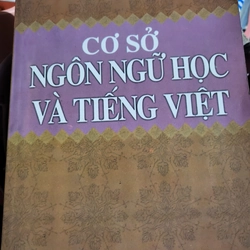 CƠ SỞ
NGÔN NGỮ HỌC
VÀ TIẾNG VIỆT